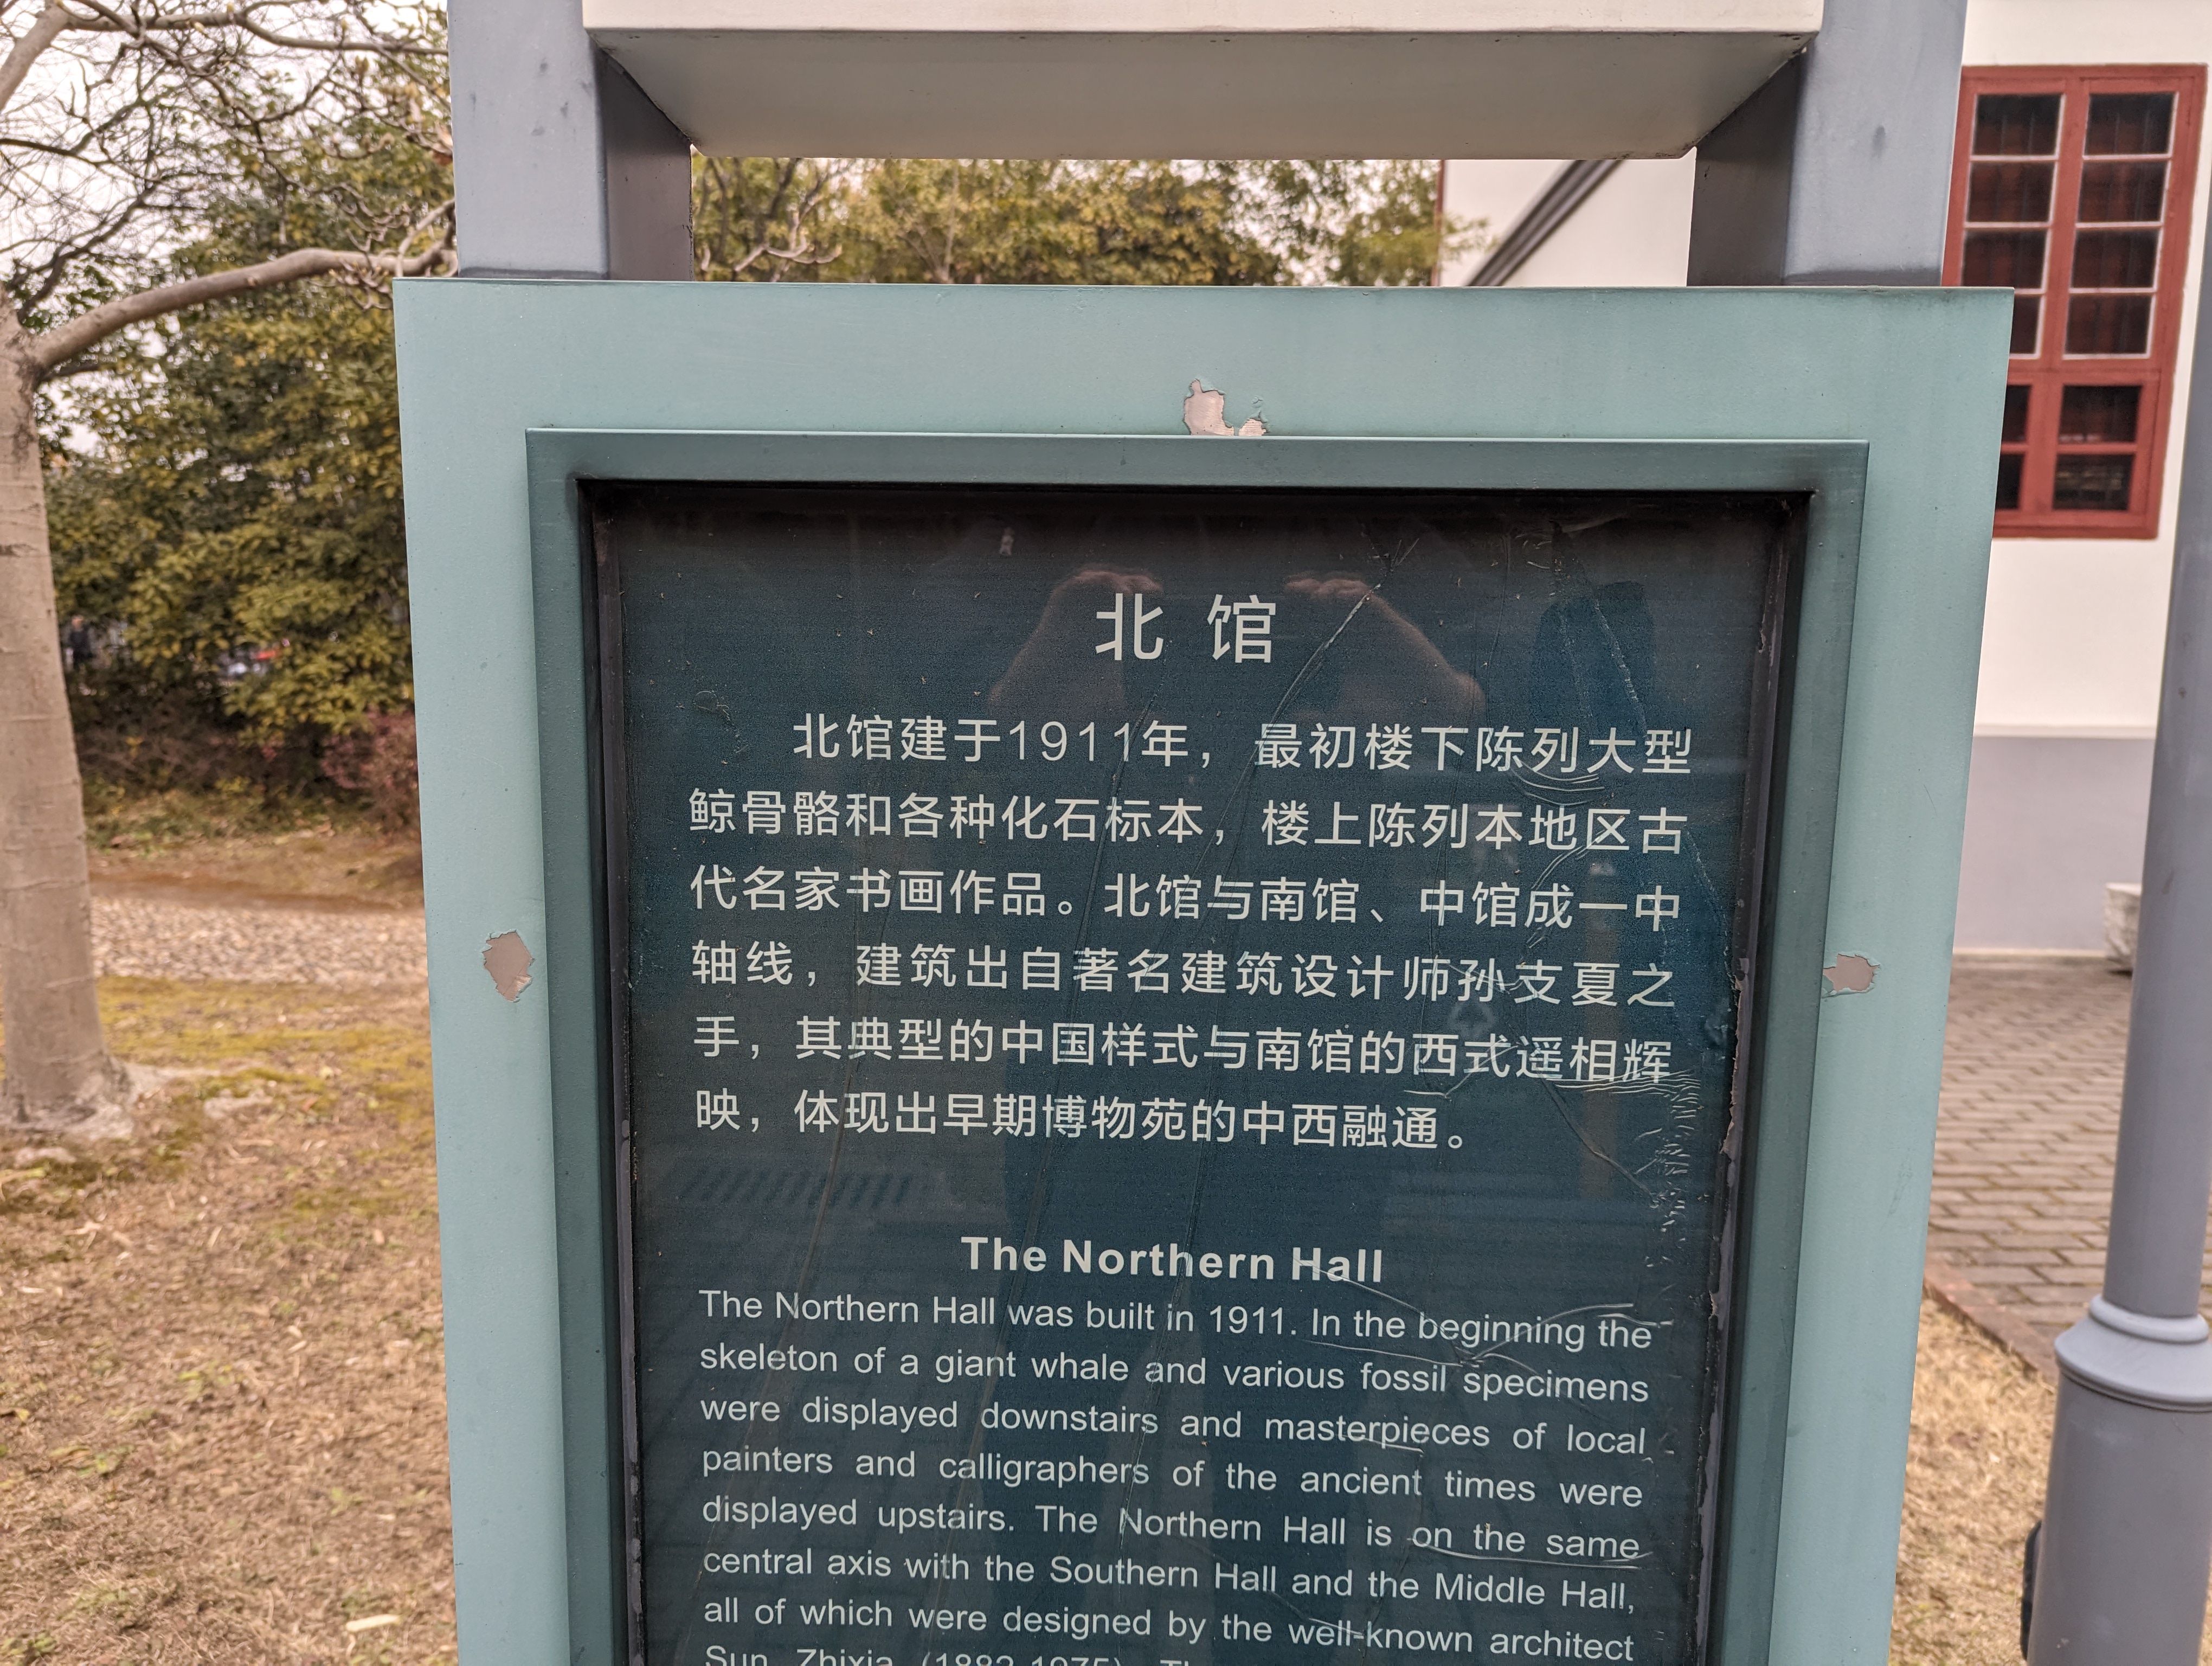 北馆
北馆建于1911年，最初楼下陈列大型
鲸骨骼和各种化石标本，楼上陈列本地区古
代名家书画作品。北馆与南馆、中馆成一中
轴线，建筑出自著名建筑设计师孙支夏之
手，其典型的中国样式与南馆的西式遥相辉
映，体现出早期博物苑的中西融通。
The Northern Hall
The Northern Hall was built in 1911. In the beginning the
skeleton of a giant whale and various fossil specimens
were displayed downstairs and masterpieces of local
painters and calligraphers of the ancient times were
displayed upstairs. The Northern Hall is on the same
central axis with the Southern Hall and the Middle Hall,
all of which were designed by the well-known architect
Sun Zhixia (1882-1975).